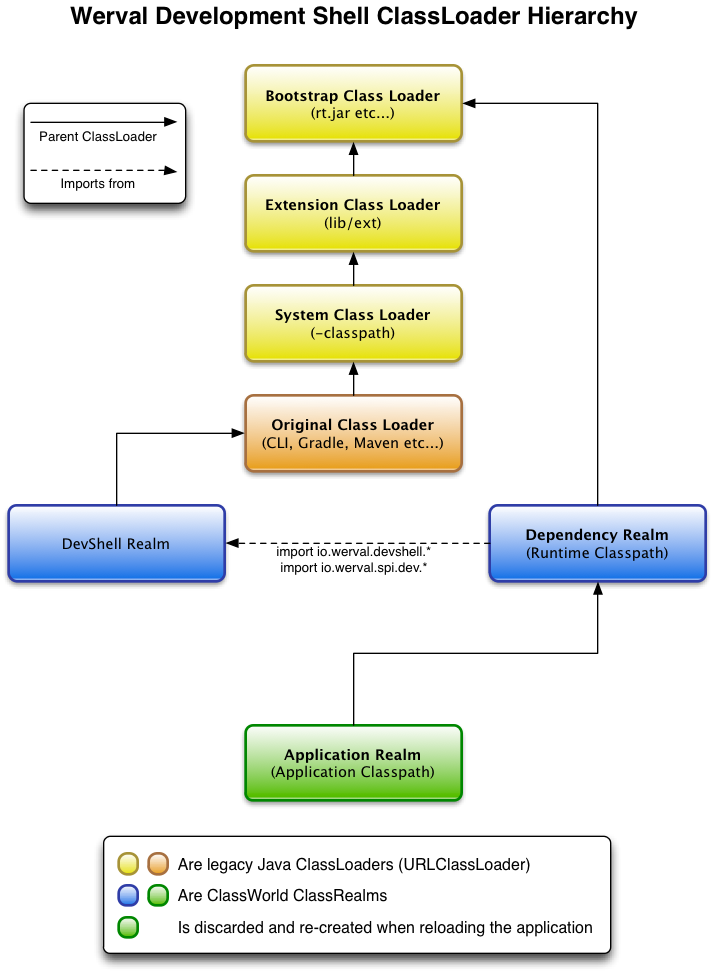 Werval Development Shell ClassLoader Hierarchy
Bootstrap Class Loader
(rt.jar etc...)
Parent ClassLoader
Imports from
Extension Class Loader
(lib/ext)
System Class Loader
(-classpath)
Original Class Loader
(CLI, Gradle, Maven etc...)
DevShell Realm
import io.werval.devshell.*
import io.werval.spi.dev.*
Dependency Realm
(Runtime Classpath)
Application Realm
(Application Classpath)
Are legacy Java ClassLoaders (URLClassLoader)
Are ClassWorld ClassRealms
Is discarded and re-created when reloading the application